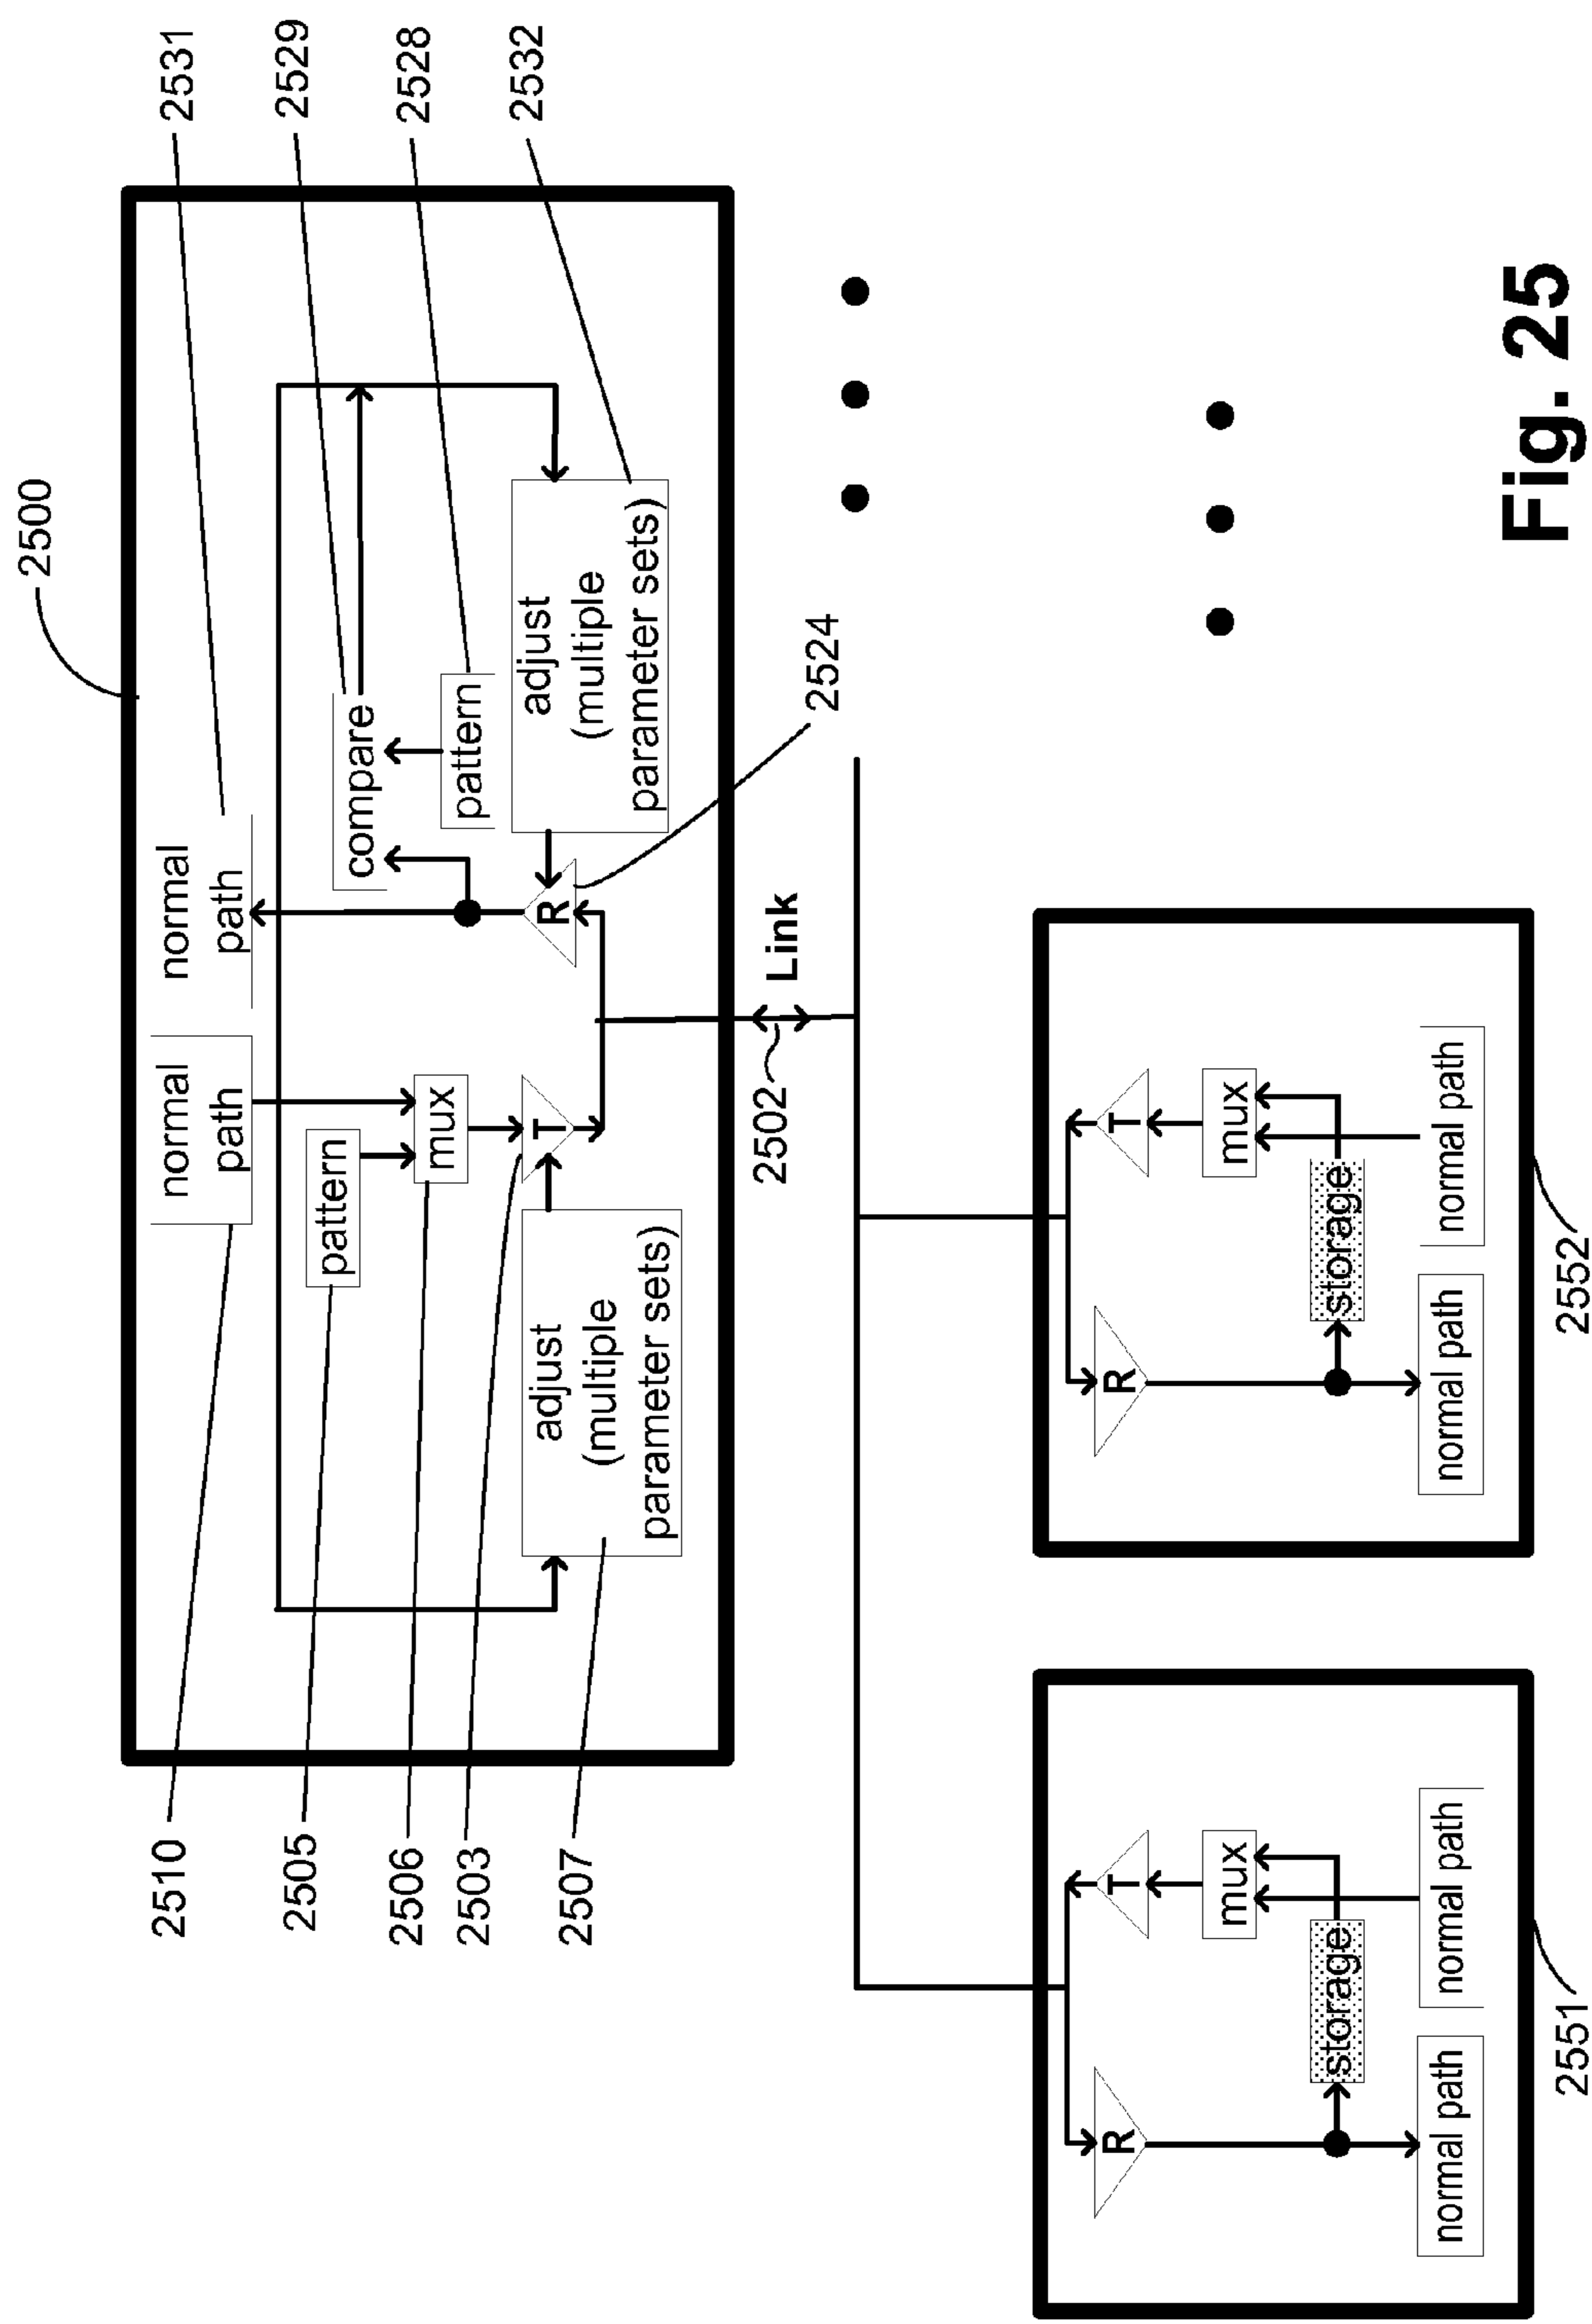 2500
2531
2529
2528
2532
2510
2505
2506
2503
2507
normal
path
normal
path
pattern
mux
T
adjust
(multiple
parameter sets)
compare
pattern
R
adjust
(multiple
parameter sets)
2524
2502
Link
R
T
mux
storage
normal path
normal path
2551
R
T
mux
storage
normal path
normal path
2552
Fig. 25